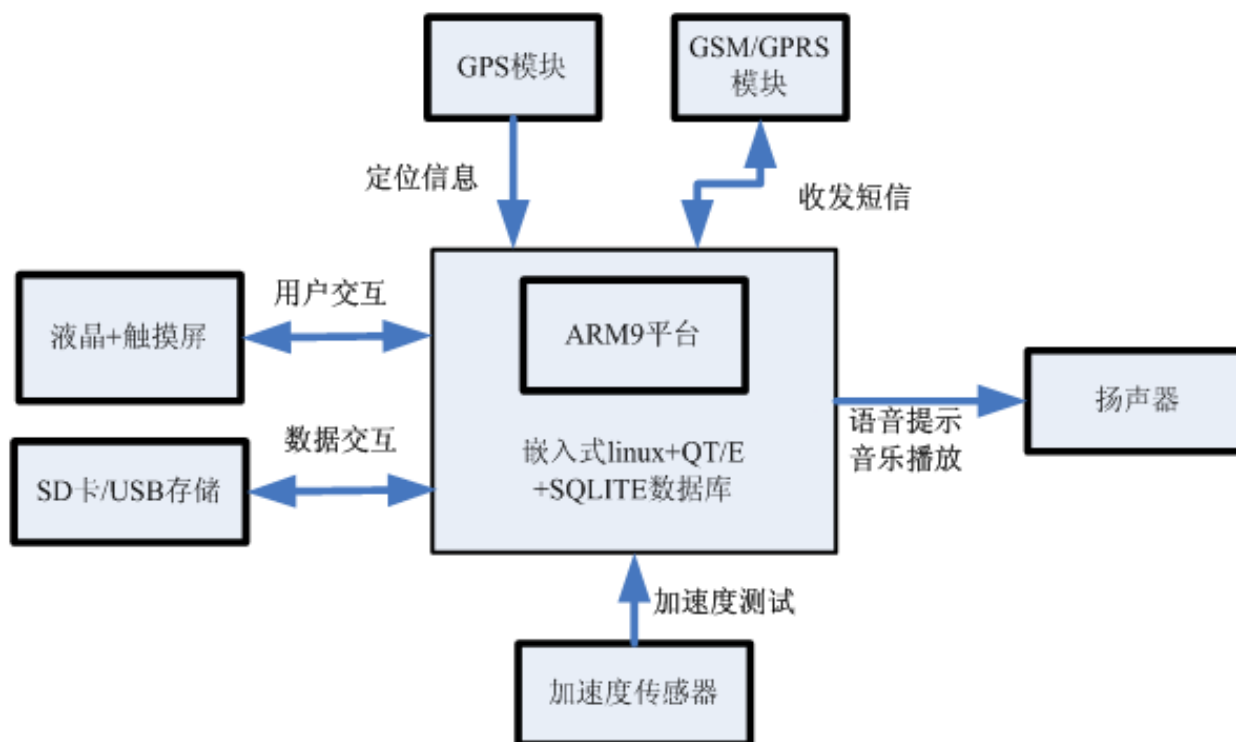 GPS模块
GSM/GPRS
模块
定位信息
收发短信
液晶+触摸屏
用户交互
ARM9平台
扬声器
语音提示
音乐播放
数据交互
嵌入式linux+QT/E
+SQLITE数据库
SD卡/USB存储
加速度测试
加速度传感器